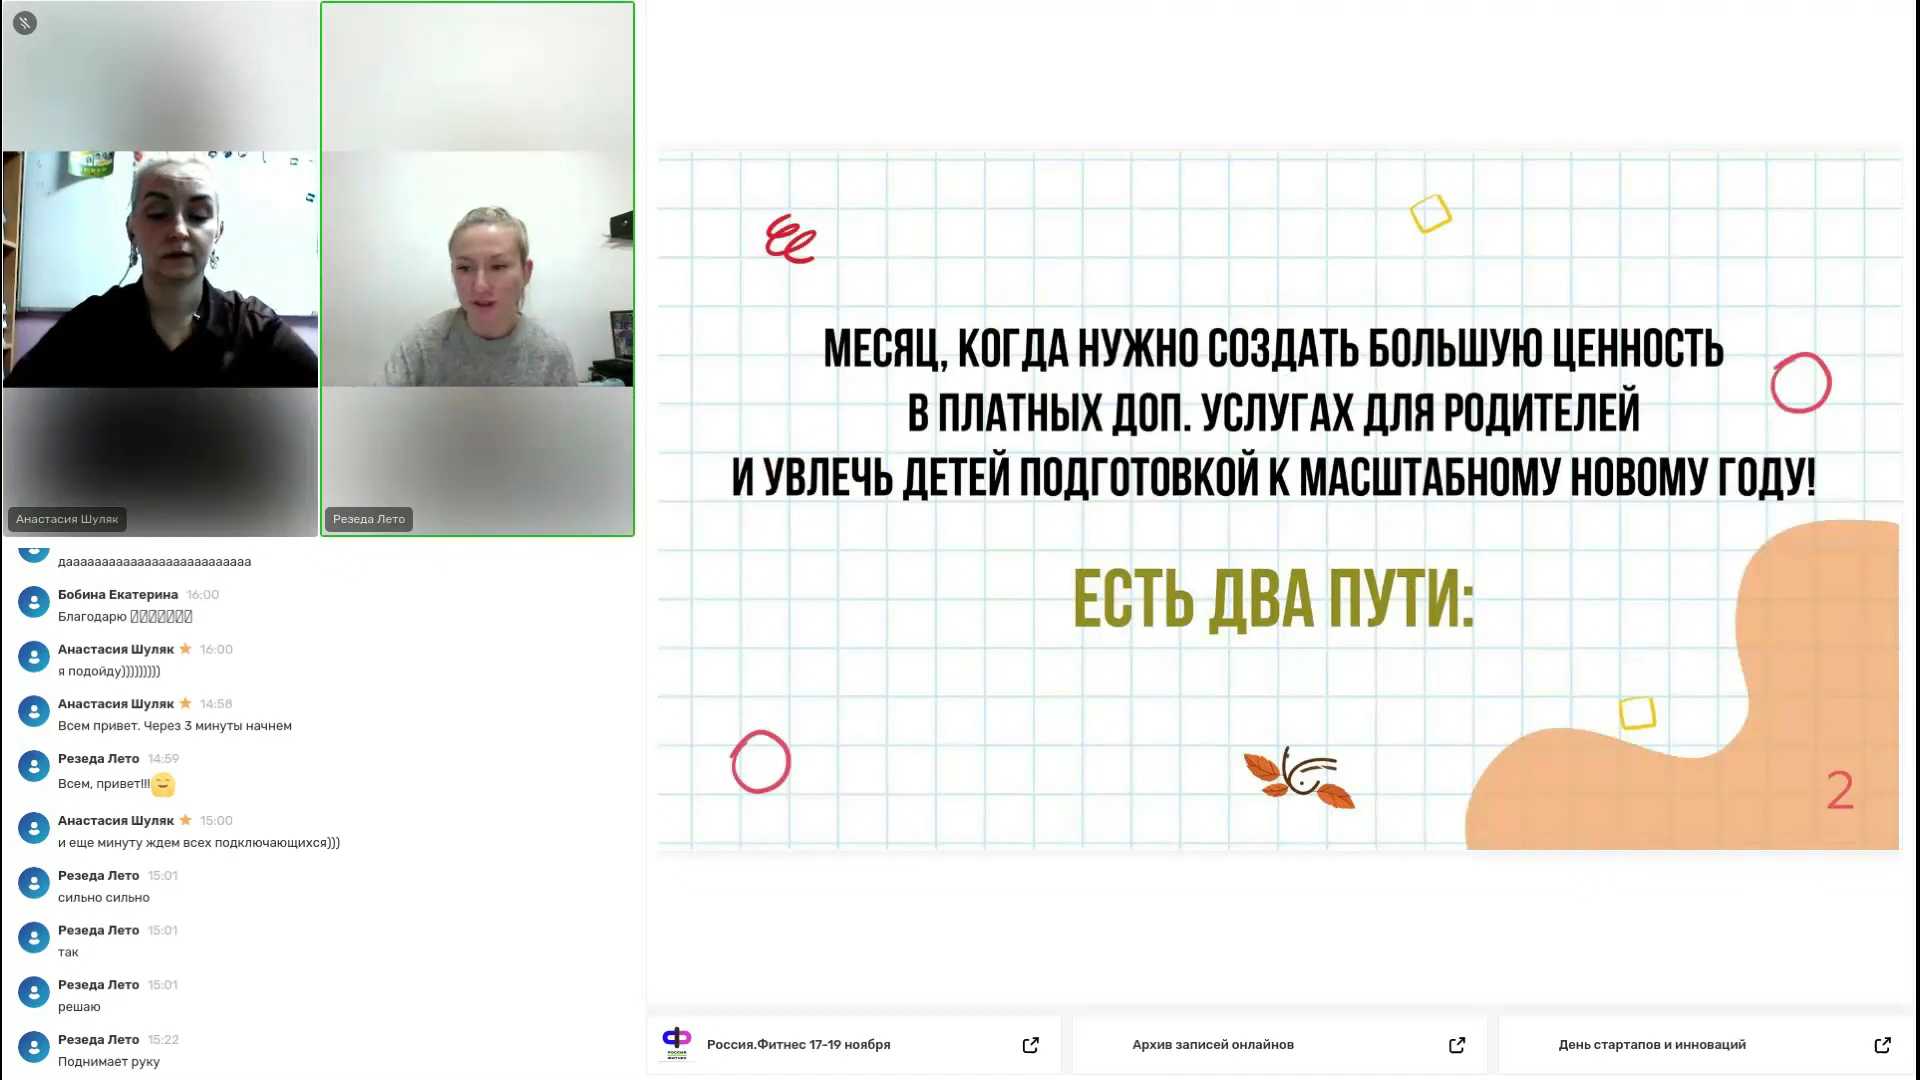 Анастасия Шуляк
Резеда Лето
дааааааааааааааааааааааааааа
Бобина Екатерина 16:00
Благодарю
Анастасия Шуляк 16:00
я подойду)))))))))
Анастасия Шуляк 14:58
Всем привет. Через 3 минуты начнем
Резеда Лето 14:59
Всем, привет!!!
Анастасия Шуляк 15:00
и еще минуту ждем всех подключающихся)))
Резеда Лето 15:01
сильно сильно
Резеда Лето 15:01
так
Резеда Лето 15:01
решаю
Резеда Лето 15:22
Поднимает руку
МЕСЯЦ, КОГДА НУЖНО СОЗДАТЬ БОЛЬШУЮ ЦЕННОСТЬ
В ПЛАТНЫХ ДОП. УСЛУГАХ ДЛЯ РОДИТЕЛЕЙ
И УВЛЕЧЬ ДЕТЕЙ ПОДГОТОВКОЙ К МАСШТАБНОМУ НОВОМУ ГОДУ!
ЕСТЬ ДВА ПУТИ:
2
РОССИЯ
ФИТНЕС
Россия.Фитнес 17-19 ноября
Архив записей онлайнов
День стартапов и инноваций